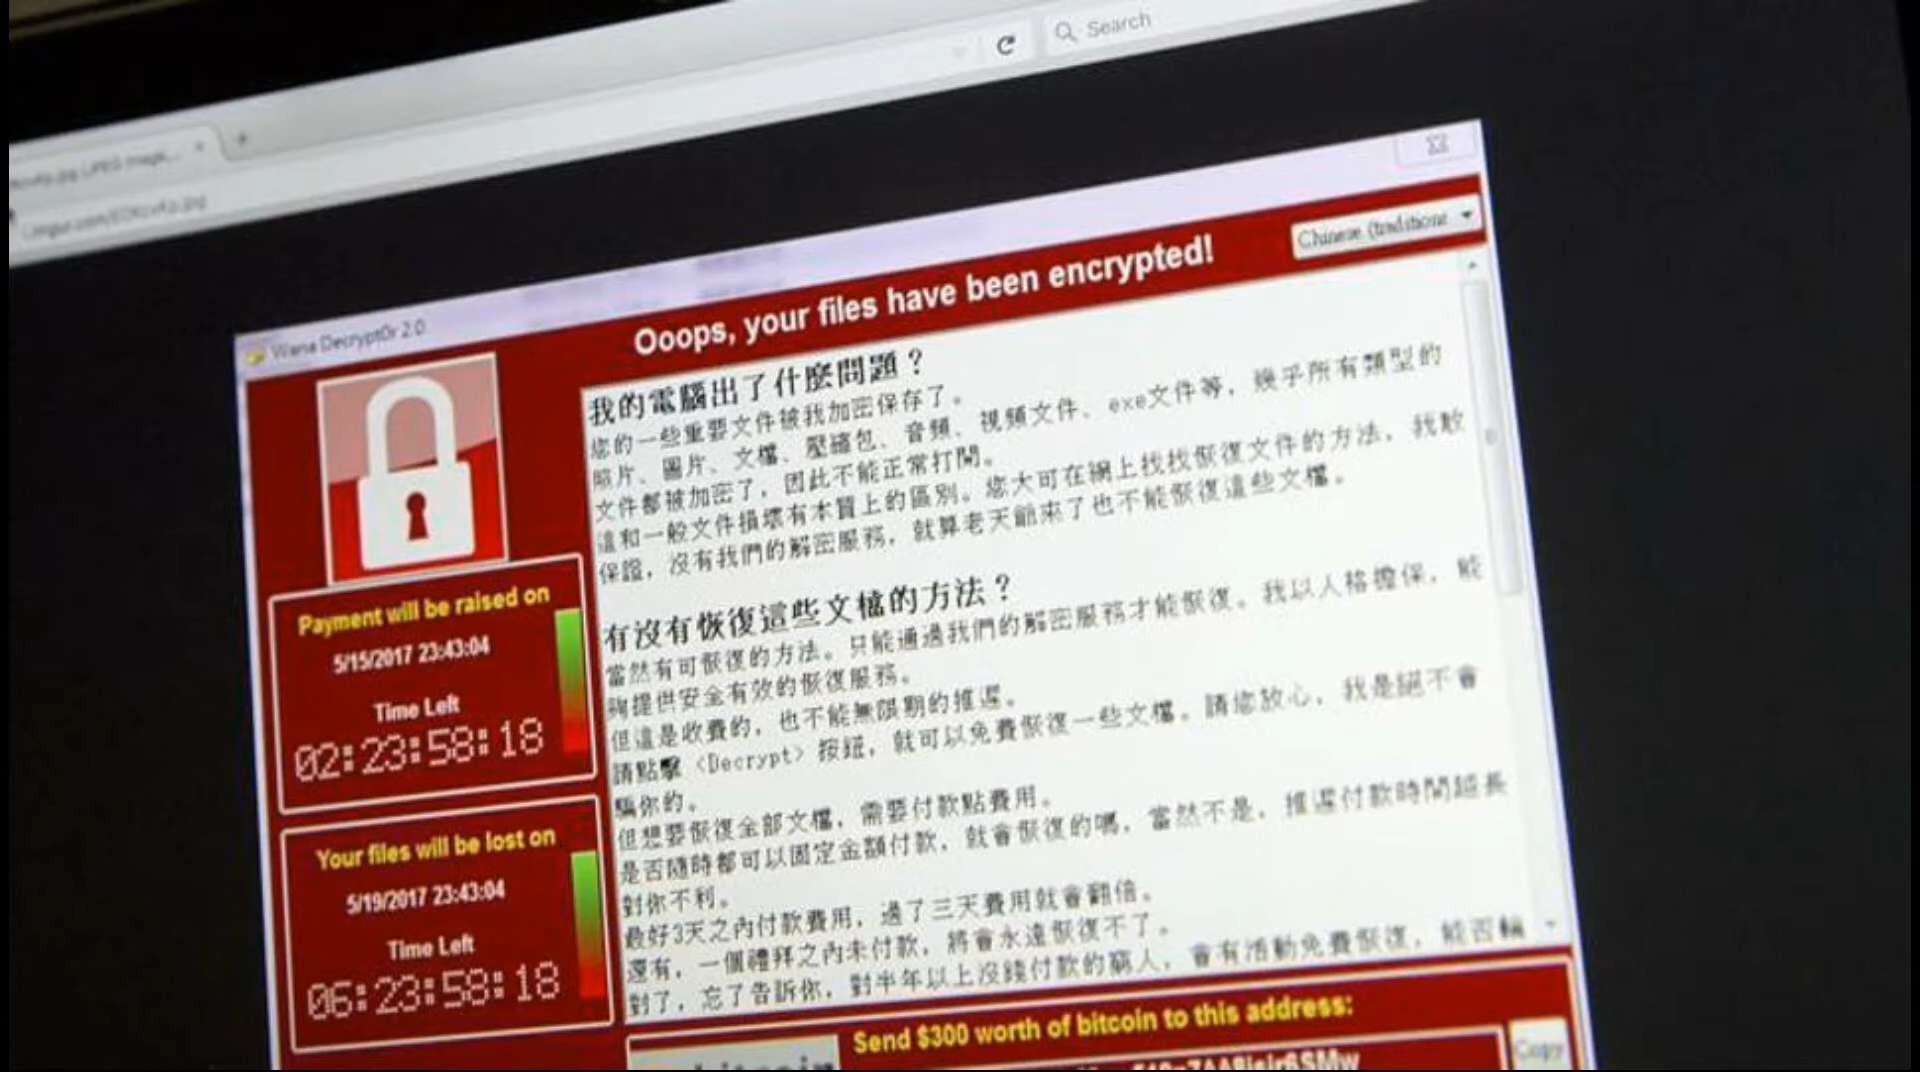 Search
Wana Decrypt0r 2.0
Ooops, your files have been encrypted!
Chinese (traditiona
我的電腦出了什麼問題？
您的一些重要文件被我加密保存了。
照片、圖片、文檔、壓縮包、音頻、視頻文件、exe文件等，幾乎所有類型的
文件都被加密了，因此不能正常打開。
這和一般文件損壞有本質上的區別。您大可在網上找找恢復文件的方法，我敢
保證，沒有我們的解密服務，就算老天爺來了也不能恢復這些文檔。
有沒有恢復這些文檔的方法？
當然有可恢復的方法。只能通過我們的解密服務才能恢復。我以人格擔保，能
夠提供安全有效的恢復服務。
但這是收費的，也不能無限期的推遲。
請點擊 <Decrypt> 按鈕，就可以免費恢復一些文檔。請您放心，我是絕不會
騙你的。
但想要恢復全部文檔，需要付款點費用。
是否隨時都可以固定金額付款，就會恢復的嗎，當然不是，推遲付款時間越長
對你不利。
最好3天之內付款費用，過了三天費用就會翻倍。
還有，一個禮拜之內未付款，將會永遠恢復不了。
對了，忘了告訴你，對半年以上沒錢付款的窮人，會有活動免費恢復，能否輪
Payment will be raised on
5/15/2017 23:43:04
Time Left
02:23:58:18
Your files will be lost on
5/19/2017 23:43:04
Time Left
06:23:58:18
bitcoin
Send $300 worth of bitcoin to this address:
Copy